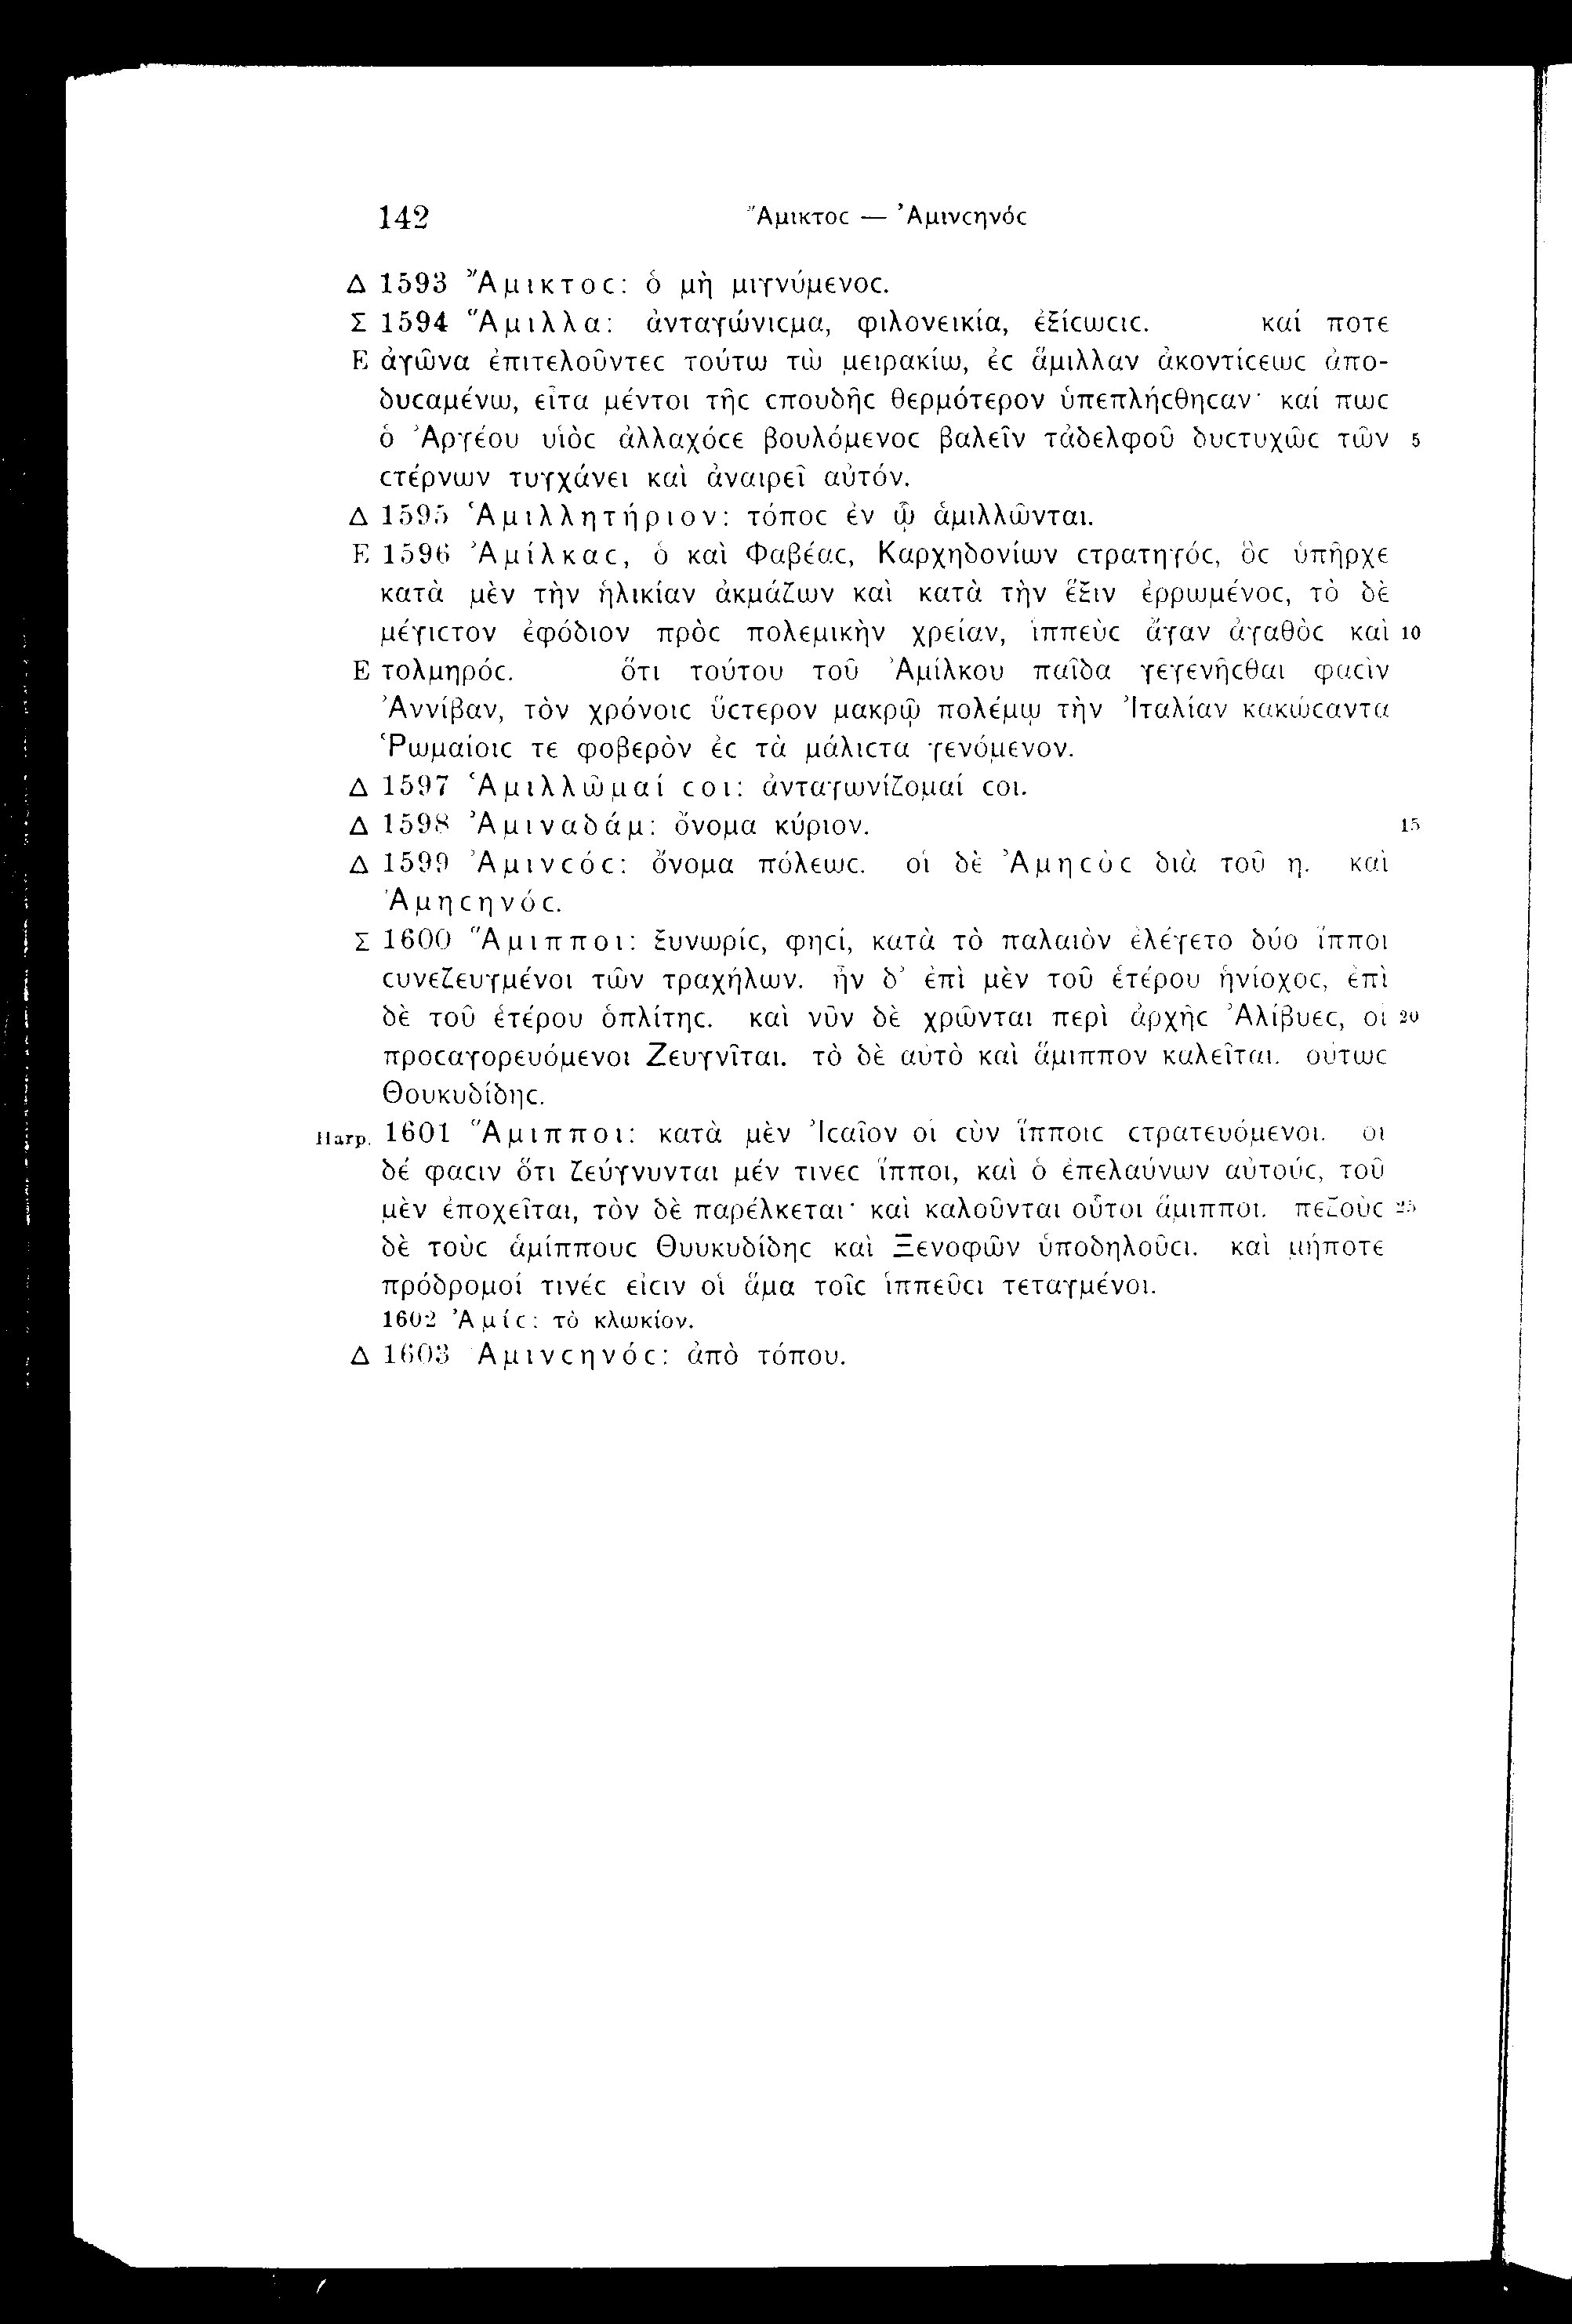 142 Ἄμικτοϲ — Ἀμινϲηνόϲ
Δ 1593 Ἄμικτοϲ: ὁ μὴ μιγνύμενοϲ.
Σ 1594 Ἅμιλλα: ἀνταγώνιϲμα, φιλονεικία, ἐξίϲωϲιϲ. καί ποτε
E ἀγῶνα ἐπιτελοῦντεϲ τούτω τὼ μειρακίω, ἐϲ ἅμιλλαν ἀκοντίϲεωϲ ἀπο-
δυϲαμένω, εἶτα μέντοι τῆϲ ϲπουδῆϲ θερμότερον ὑπεπλήϲθηϲαν· καί πωϲ
ὁ Ἀργέου υἱὸϲ ἀλλαχόϲε βουλόμενοϲ βαλεῖν τἀδελφοῦ δυϲτυχῶϲ τῶν 5
ϲτέρνων τυγχάνει καὶ ἀναιρεῖ αὐτόν.
Δ 1595 Ἁμιλλητήριον: τόποϲ ἐν ᾧ ἁμιλλῶνται.
E 1596 Ἀμίλκαϲ, ὁ καὶ Φαβέαϲ, Καρχηδονίων ϲτρατηγόϲ, ὃϲ ὑπῆρχε
κατὰ μὲν τὴν ἡλικίαν ἀκμάζων καὶ κατὰ τὴν ἕξιν ἐρρωμένοϲ, τὸ δὲ
μέγιϲτον ἐφόδιον πρὸϲ πολεμικὴν χρείαν, ἱππεὺϲ ἄγαν ἀγαθὸϲ καὶ 10
E τολμηρόϲ. ὅτι τούτου τοῦ Ἀμίλκου παῖδα γεγενῆϲθαι φαϲὶν
Ἀννίβαν, τὸν χρόνοιϲ ὕϲτερον μακρῷ πολέμῳ τὴν Ἰταλίαν κακώϲαντα
Ῥωμαίοιϲ τε φοβερὸν ἐϲ τὰ μάλιϲτα γενόμενον.
Δ 1597 Ἁμιλλῶμαί ϲοι: ἀνταγωνίζομαί ϲοι.
Δ 1598 Ἀμιναδάμ: ὄνομα κύριον. 15
Δ 1599 Ἀμινϲόϲ: ὄνομα πόλεωϲ. οἱ δὲ Ἀμηϲὸϲ διὰ τοῦ η. καὶ
Ἀμηϲηνόϲ.
Σ 1600 Ἅμιπποι: ξυνωρίϲ, φηϲί, κατὰ τὸ παλαιὸν ἐλέγετο δύο ἵπποι
ϲυνεζευγμένοι τῶν τραχήλων. ἦν δ᾽ ἐπὶ μὲν τοῦ ἑτέρου ἡνίοχοϲ, ἐπὶ
δὲ τοῦ ἑτέρου ὁπλίτηϲ. καὶ νῦν δὲ χρῶνται περὶ ἀρχῆϲ Ἀλίβυεϲ, οἱ 20
προϲαγορευόμενοι Ζευγνῖται. τὸ δὲ αὐτὸ καὶ ἅμιππον καλεῖται. οὕτωϲ
Θουκυδίδηϲ.
Harp. 1601 Ἅμιπποι: κατὰ μὲν Ἰϲαῖον οἱ ϲὺν ἵπποιϲ ϲτρατευόμενοι. οἱ
δέ φαϲιν ὅτι ζεύγνυνται μέν τινεϲ ἵπποι, καὶ ὁ ἐπελαύνων αὐτούϲ, τοῦ
μὲν ἐποχεῖται, τὸν δὲ παρέλκεται· καὶ καλοῦνται οὗτοι ἅμιπποι. πεζοὺϲ 25
δὲ τοὺϲ ἁμίππουϲ Θουκυδίδηϲ καὶ Ξενοφῶν ὑποδηλοῦϲι. καὶ μήποτε
πρόδρομοί τινέϲ εἰϲιν οἱ ἅμα τοῖϲ ἱππεῦϲι τεταγμένοι.
1602 Ἀμίϲ: τὸ κλωκίον.
Δ 1603 Ἀμινϲηνόϲ: ἀπὸ τόπου.